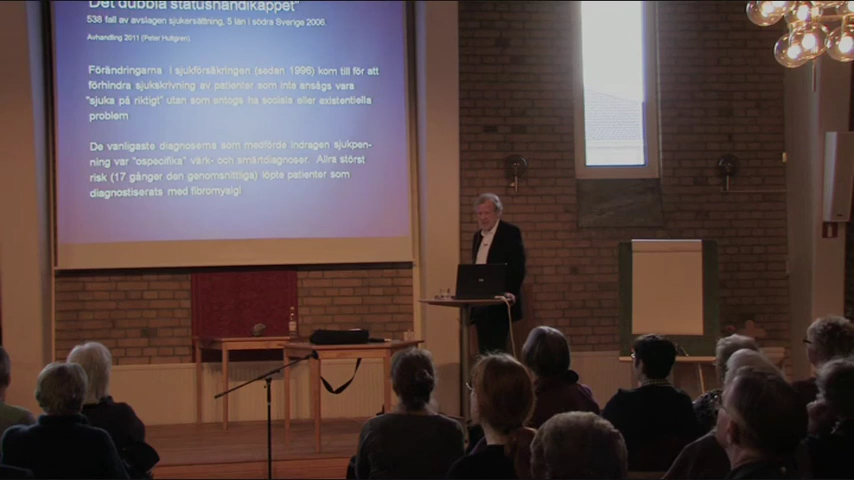 Det dubbla statushandikappet"
538 fall av avslagen sjukersättning, 5 län i södra Sverige 2006.
Avhandling 2011 (Peter Hultgren).
Förändringarna i sjukförsäkringen (sedan 1996) kom till för att
förhindra sjukskrivning av patienter som inte ansågs vara
"sjuka på riktigt" utan som antogs ha sociala eller existentiella
problem
De vanligaste diagnoserna som medförde indragen sjukpen-
ning var "ospecifika" värk- och smärtdiagnoser. Allra störst
risk (17 gånger den genomsnittliga) löpte patienter som
diagnostiserats med fibromyalgi